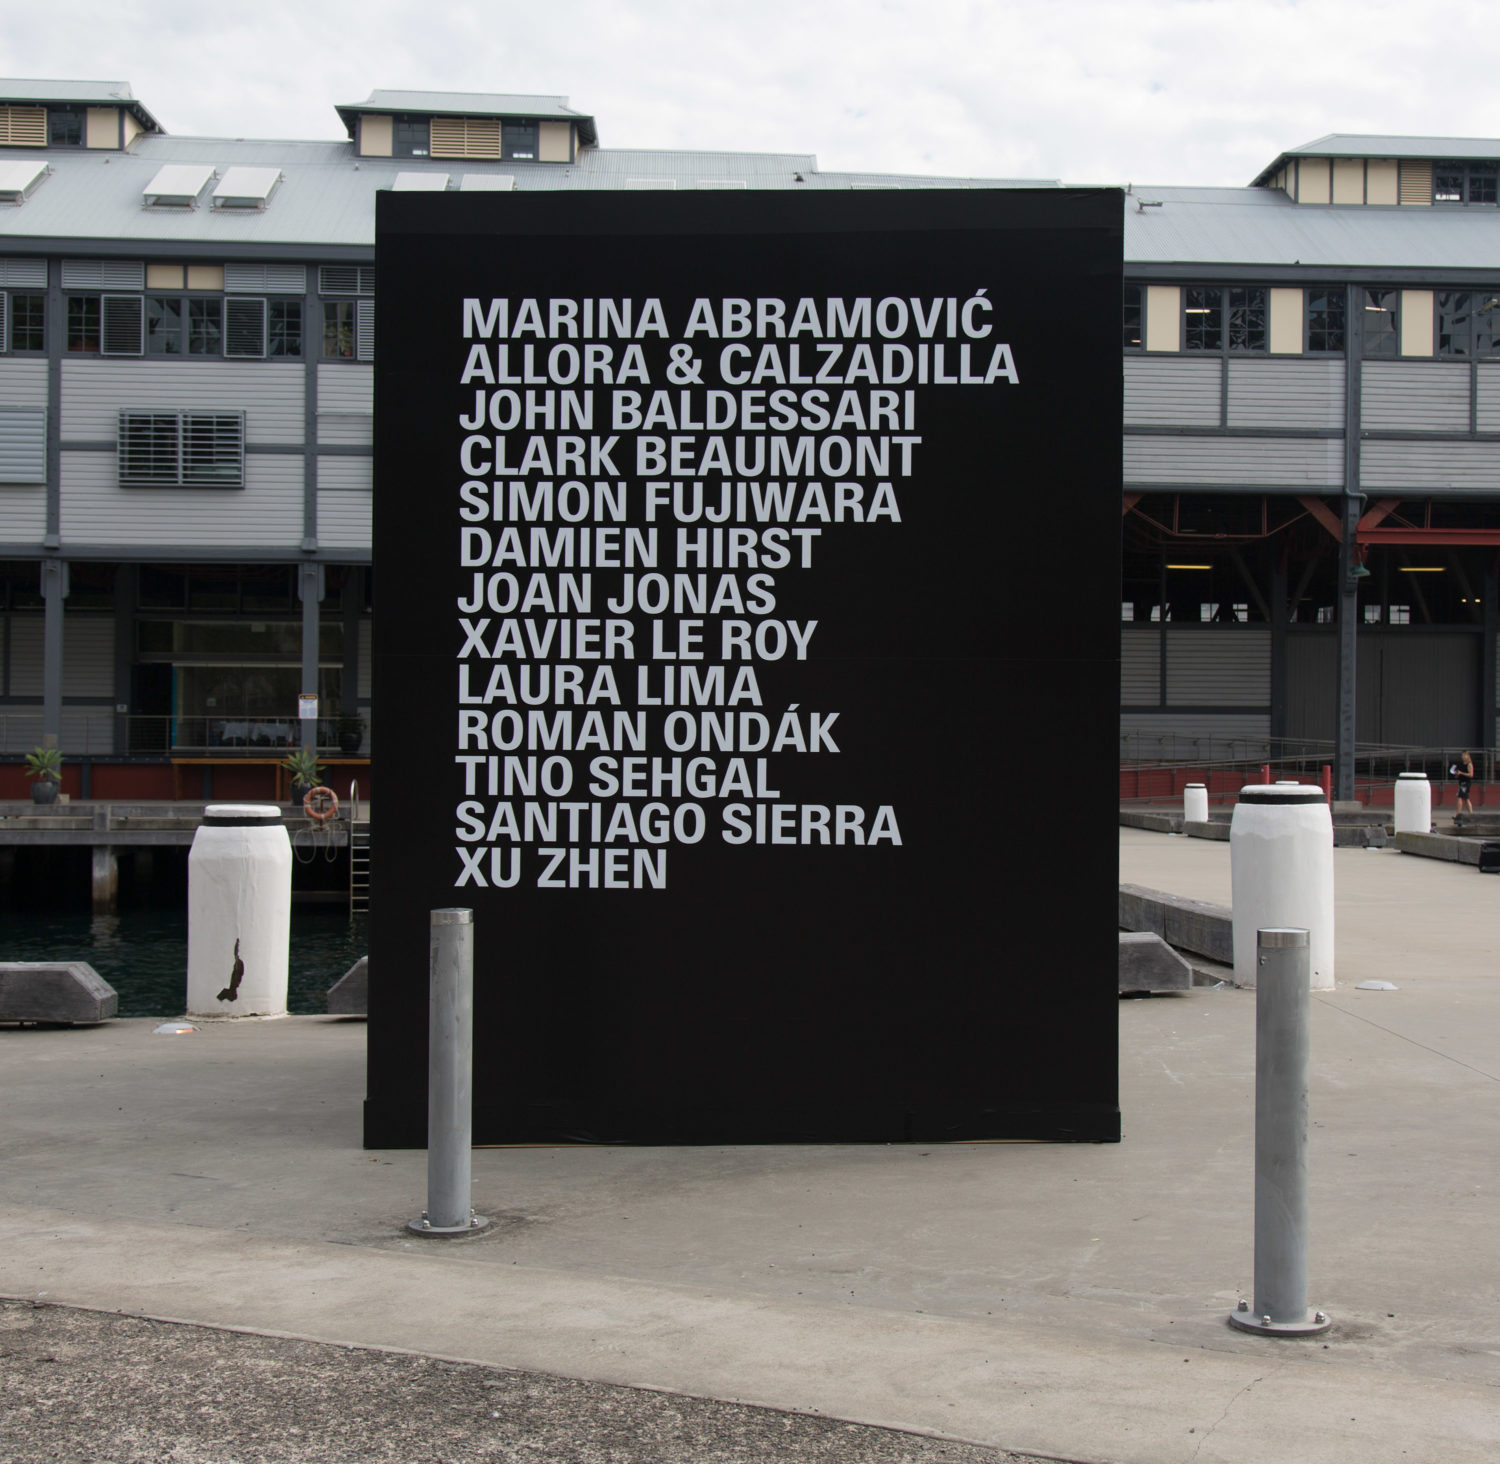 MARINA ABRAMOVIĆ
ALLORA & CALZADILLA
JOHN BALDESSARI
CLARK BEAUMONT
SIMON FUJIWARA
DAMIEN HIRST
JOAN JONAS
XAVIER LE ROY
LAURA LIMA
ROMAN ONDÁK
TINO SEHGAL
SANTIAGO SIERRA
XU ZHEN